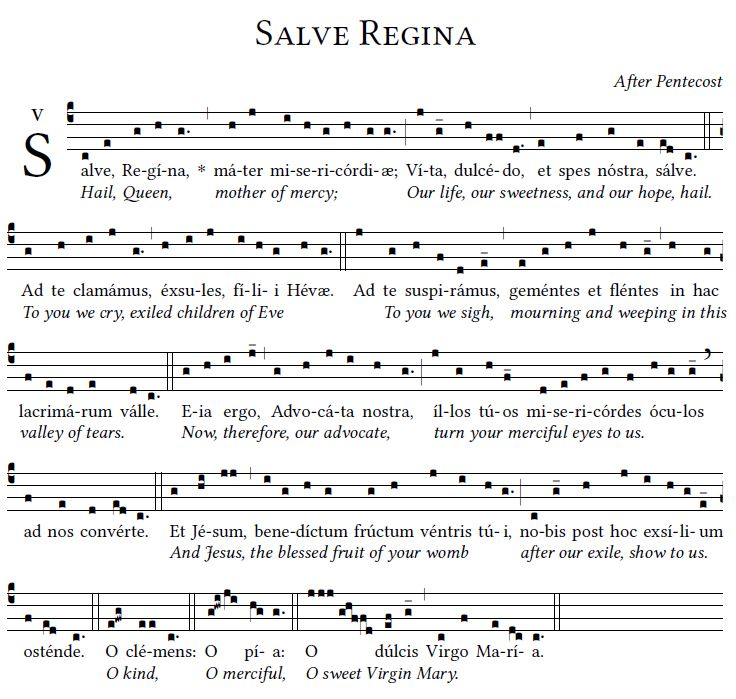 SALVE REGINA
After Pentecost
V
Salve, Re-gí-na, * má-ter mi-se-ri-córdi-æ; Ví-ta, dulcé-do, et spes nóstra, sálve.
Hail, Queen, mother of mercy; Our life, our sweetness, and our hope, hail.
Ad te clamámus, éxsu-les, fí-li-i Hévæ. Ad te suspi-rámus, geméntes et fléntes in hac
To you we cry, exiled children of Eve To you we sigh, mourning and weeping in this
lacrimá-rum válle. E-ia ergo, Advo-cá-ta nostra, íl-los tú-os mi-se-ri-córdes ócu-los
valley of tears. Now, therefore, our advocate, turn your merciful eyes to us.
ad nos convérte. Et Jésum, bene-díctum frúctum véntris tú-i, no-bis post hoc exsí-li-um
And Jesus, the blessed fruit of your womb after our exile, show to us.
osténde. O clé-mens: O pí-a: O dúlcis Virgo Ma-rí-a.
O kind, O merciful, O sweet Virgin Mary.